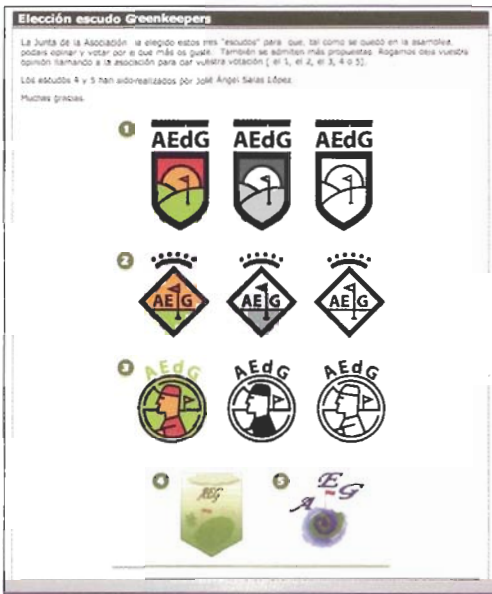 Elección escudo Greenkeepers
La Junta de la Asociación ia elegido estos tres "escudos" para que, tal como se quedó en la asamblea,
podáis opinar y votar por e que más os guste. También se admiten más propuestas. Rogamos deis vuestra
opinión llamando a la asociación para dar vuestra votación ( el 1, el 2, el 3, 4 o 5).
Los escudos 4 y 5 han sido realizados por José Ángel Salas López.
Muchas gracias.
1 AEdG AEdG AEdG
2 AE G AE G AE G
3 AEdG AEdG AEdG
4 AEG 5 A E G